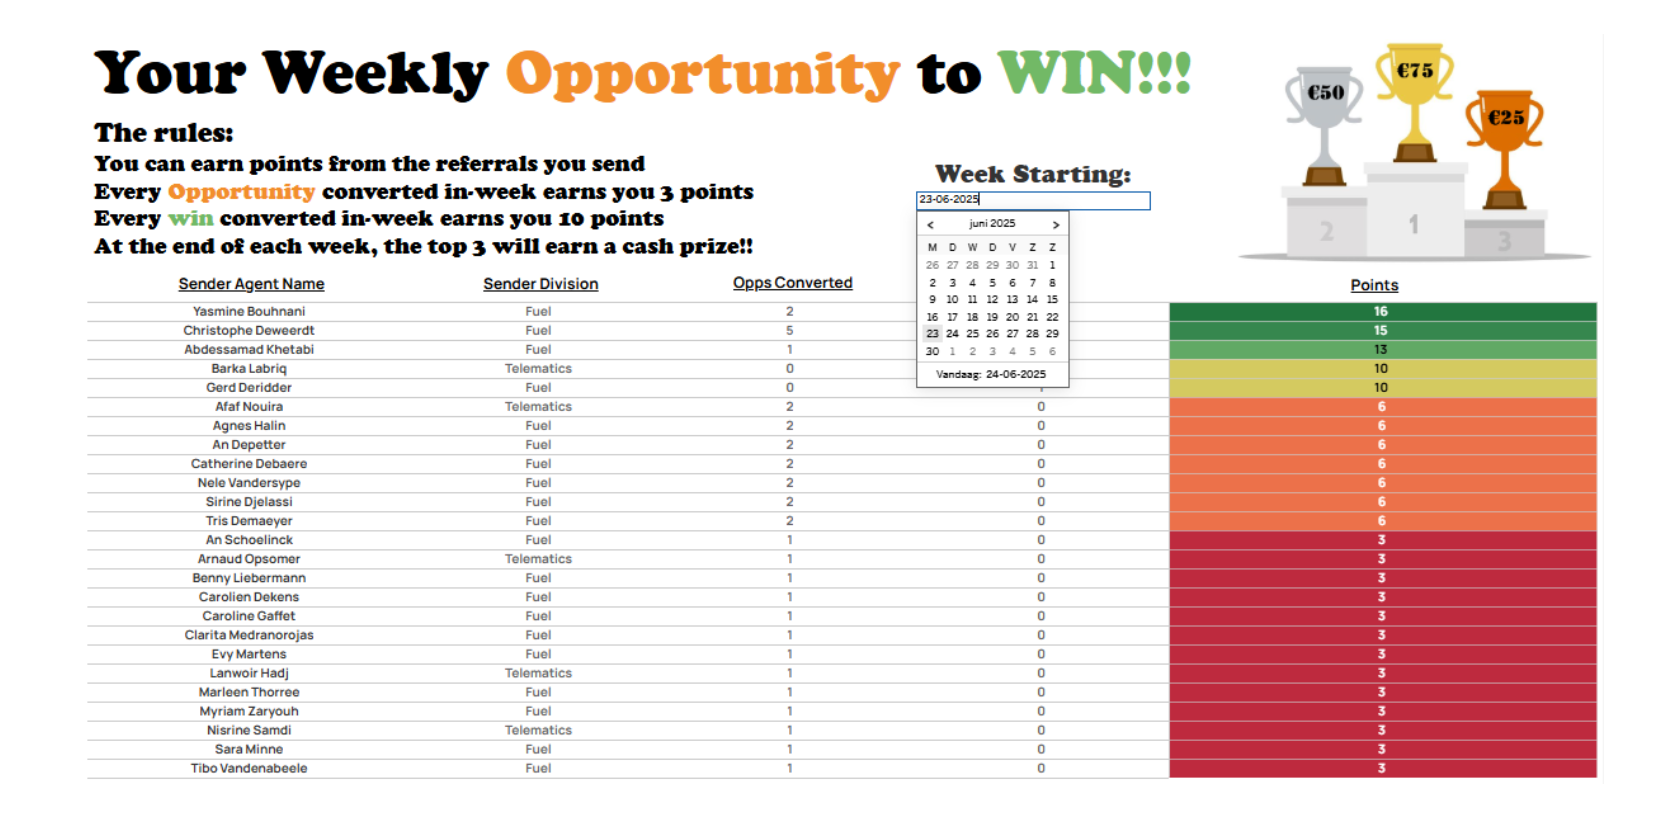 Your Weekly Opportunity to WIN!!!
€50
€75
€25
2
1
3
The rules:
You can earn points from the referrals you send
Every Opportunity converted in-week earns you 3 points
Every win converted in-week earns you 10 points
At the end of each week, the top 3 will earn a cash prize!!
Week Starting:
23-06-2025
< juni 2025 >
M D W D V Z Z
26 27 28 29 30 31 1
2 3 4 5 6 7 8
9 10 11 12 13 14 15
16 17 18 19 20 21 22
23 24 25 26 27 28 29
30 1 2 3 4 5 6
Vandaag: 24-06-2025
Sender Agent Name Sender Division Opps Converted Points
Yasmine Bouhnani Fuel 2 16
Christophe Deweerdt Fuel 5 15
Abdessamad Khetabi Fuel 1 13
Barka Labriq Telematics 0 10
Gerd Deridder Fuel 0 10
Afaf Nouira Telematics 2 0 6
Agnes Halin Fuel 2 0 6
An Depetter Fuel 2 0 6
Catherine Debaere Fuel 2 0 6
Nele Vandersype Fuel 2 0 6
Sirine Djelassi Fuel 2 0 6
Tris Demaeyer Fuel 2 0 6
An Schoelinck Fuel 1 0 3
Arnaud Opsomer Telematics 1 0 3
Benny Liebermann Fuel 1 0 3
Carolien Dekens Fuel 1 0 3
Caroline Gaffet Fuel 1 0 3
Clarita Medranorojas Fuel 1 0 3
Evy Martens Fuel 1 0 3
Lanwoir Hadj Telematics 1 0 3
Marleen Thorree Fuel 1 0 3
Myriam Zaryouh Fuel 1 0 3
Nisrine Samdi Telematics 1 0 3
Sara Minne Fuel 1 0 3
Tibo Vandenabeele Fuel 1 0 3